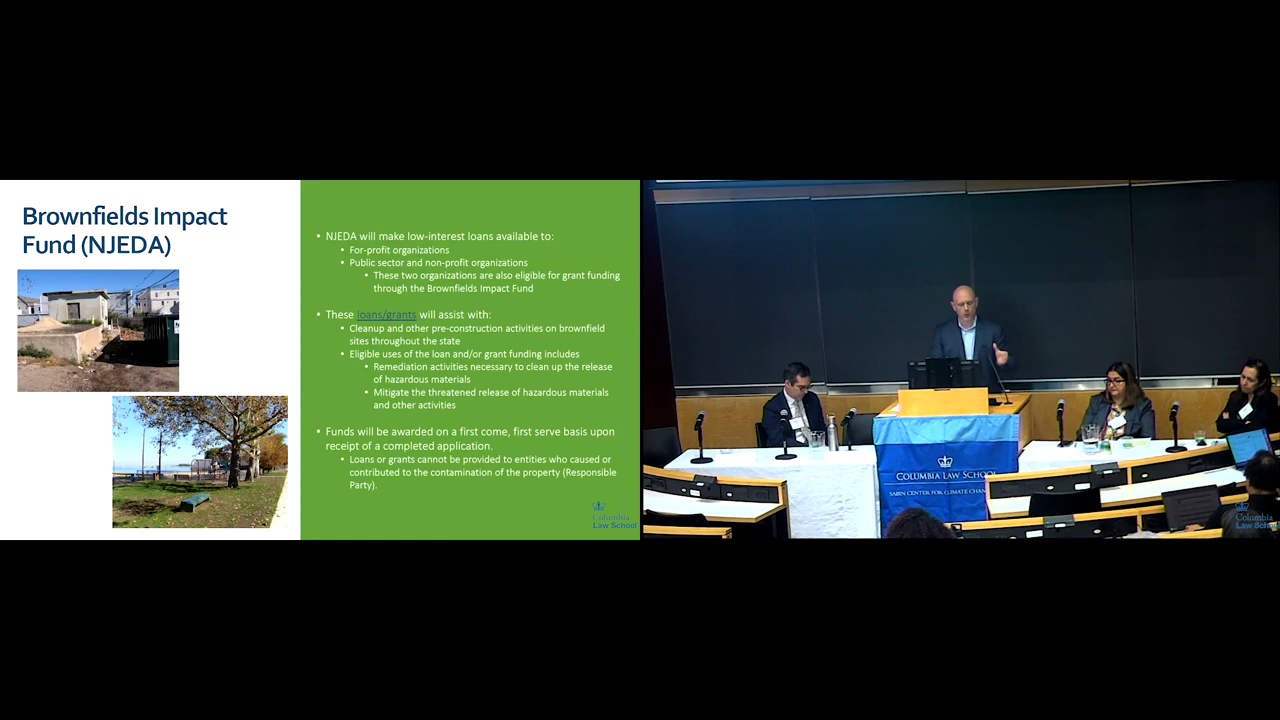 Brownfields Impact
Fund (NJEDA)
• NJEDA will make low-interest loans available to:
• For-profit organizations
• Public sector and non-profit organizations
• These two organizations are also eligible for grant funding
through the Brownfields Impact Fund
• These loans/grants will assist with:
• Cleanup and other pre-construction activities on brownfield
sites throughout the state
• Eligible uses of the loan and/or grant funding includes
• Remediation activities necessary to clean up the release
of hazardous materials
• Mitigate the threatened release of hazardous materials
and other activities
• Funds will be awarded on a first come, first serve basis upon
receipt of a completed application.
• Loans or grants cannot be provided to entities who caused or
contributed to the contamination of the property (Responsible
Party).
Columbia
Law School
COLUMBIA LAW SCHOOL
SABIN CENTER FOR CLIMATE CHAN
Columbia
Law School